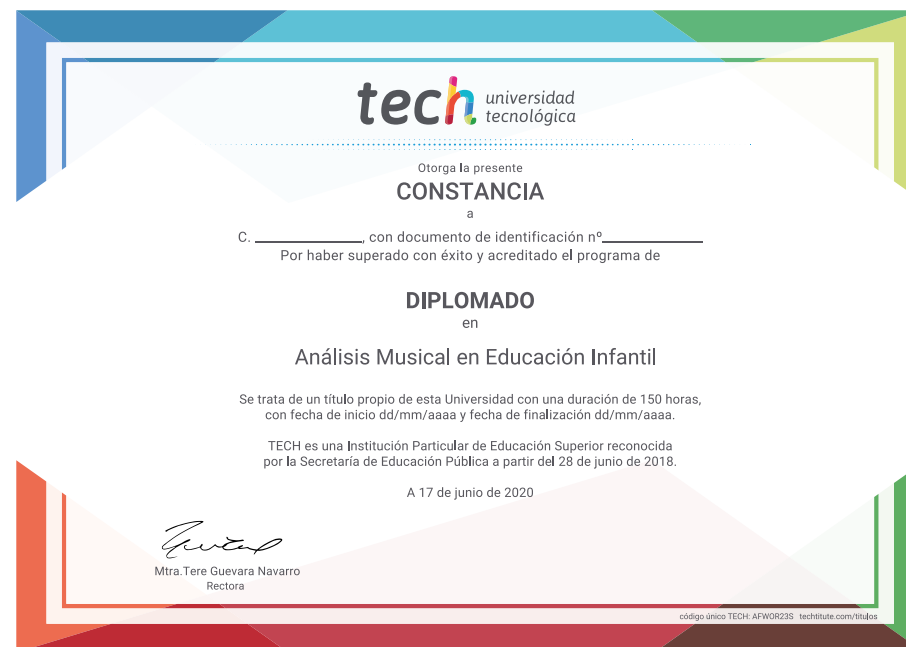 tech universidad
tecnológica
Otorga la presente
CONSTANCIA
a
C. ____________, con documento de identificación nº____________
Por haber superado con éxito y acreditado el programa de
DIPLOMADO
en
Análisis Musical en Educación Infantil
Se trata de un título propio de esta Universidad con una duración de 150 horas,
con fecha de inicio dd/mm/aaaa y fecha de finalización dd/mm/aaaa.
TECH es una Institución Particular de Educación Superior reconocida
por la Secretaría de Educación Pública a partir del 28 de junio de 2018.
A 17 de junio de 2020
Mtra.Tere Guevara Navarro
Rectora
código único TECH: AFWOR23S techtitute.com/titulos